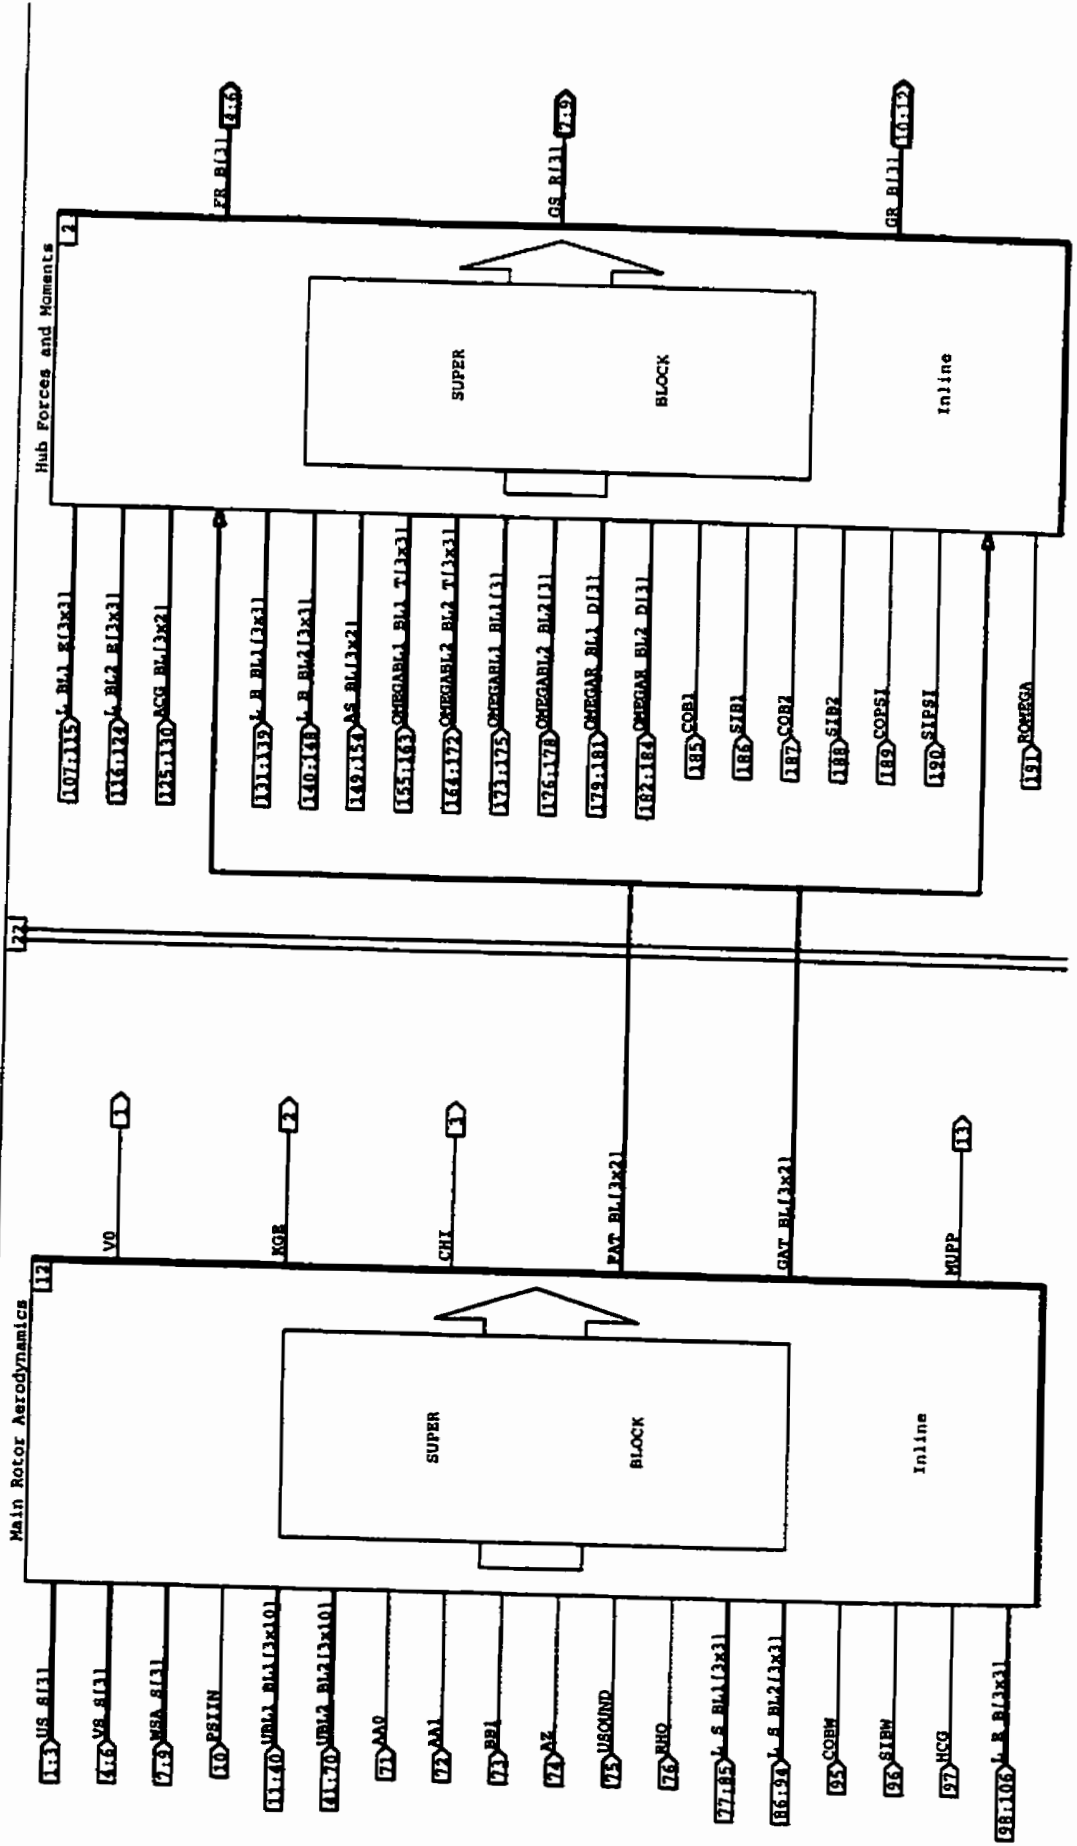 Main Rotor Aerodynamics
12
1:3 US S[3]
4:6 VS S[3]
7:9 WSA S[3]
10 PSIIN
11:40 UBL1 BL1[3x10]
41:70 UBL2 BL2[3x10]
71 AA0
72 AA1
73 BB1
74 AZ
75 USOUND
76 RHO
77:85 L S BL1[3x3]
86:94 L S BL2[3x3]
95 COBW
96 SIBW
97 HCG
98:106 L R B[3x3]
SUPER
BLOCK
Inline
V0 1
KGE 2
CHI 3
FAT BL[3x2]
GAT BL[3x2]
MUPP 13
22
Hub Forces and Moments
2
107:115 L BL1 E[3x3]
116:124 L BL2 E[3x3]
125:130 ACG BL[3x2]
131:139 L B BL1[3x3]
140:148 L B BL2[3x3]
149:154 AS BL[3x2]
155:163 OMEGABL1 BL1 T[3x3]
164:172 OMEGABL2 BL2 T[3x3]
173:175 OMEGABL1 BL1[3]
176:178 OMEGABL2 BL2[3]
179:181 OMEGAR BL1 D[3]
182:184 OMEGAR BL2 D[3]
185 COB1
186 SIB1
187 COB2
188 SIB2
189 COPSI
190 SIPSI
191 ROMEGA
SUPER
BLOCK
Inline
FR B[3] 4:6
GS R[3] 7:9
GR B[3] 10:12